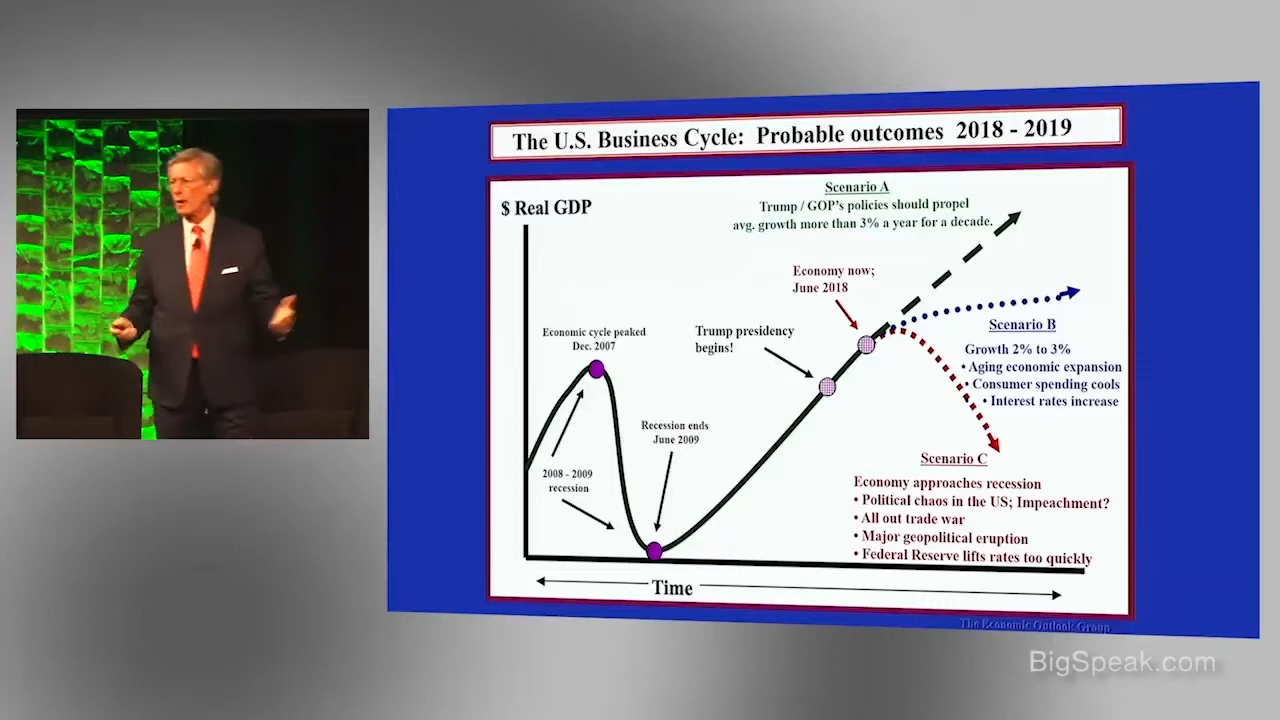 The U.S. Business Cycle: Probable outcomes 2018 - 2019
$ Real GDP
Scenario A
Trump / GOP's policies should propel
avg. growth more than 3% a year for a decade.
Economy now;
June 2018
Trump presidency
begins!
Economic cycle peaked
Dec. 2007
Recession ends
June 2009
2008 - 2009
recession
Scenario B
Growth 2% to 3%
• Aging economic expansion
• Consumer spending cools
• Interest rates increase
Scenario C
Economy approaches recession
• Political chaos in the US; Impeachment?
• All out trade war
• Major geopolitical eruption
• Federal Reserve lifts rates too quickly
Time
The Economic Outlook Group
BigSpeak.com